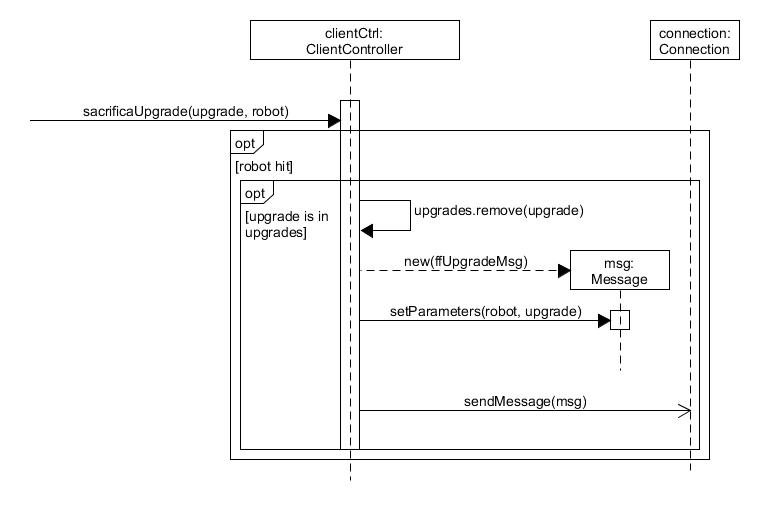 clientCtrl:
ClientController
connection:
Connection
sacrificaUpgrade(upgrade, robot)
opt
[robot hit]
opt
[upgrade is in
upgrades]
upgrades.remove(upgrade)
new(ffUpgradeMsg)
msg:
Message
setParameters(robot, upgrade)
sendMessage(msg)